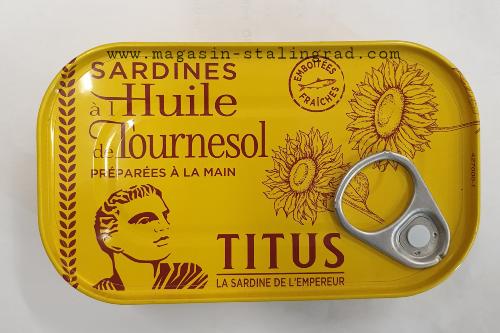 www.magasin-stalingrad.com
SARDINES
à l'Huile
de Tournesol
PRÉPARÉES À LA MAIN
EMBOÎTÉES
FRAÎCHES
TITUS
LA SARDINE DE L'EMPEREUR